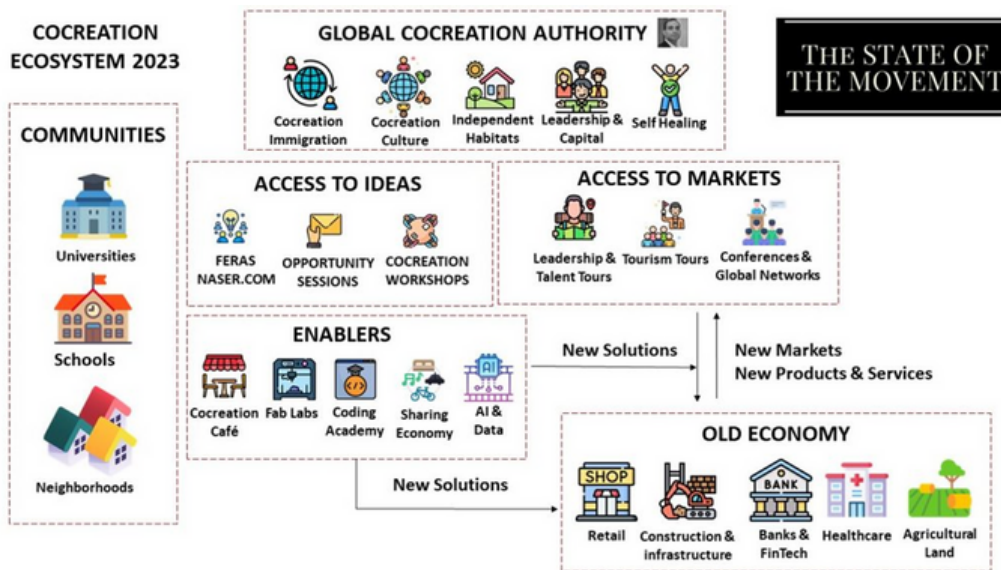 COCREATION
ECOSYSTEM 2023
GLOBAL COCREATION AUTHORITY
Cocreation
Immigration
Cocreation
Culture
Independent
Habitats
Leadership &
Capital
Self Healing
THE STATE OF
THE MOVEMENT
COMMUNITIES
Universities
Schools
Neighborhoods
ACCESS TO IDEAS
FERAS
NASER.COM
OPPORTUNITY
SESSIONS
COCREATION
WORKSHOPS
ACCESS TO MARKETS
Leadership &
Talent Tours
Tourism Tours
Conferences &
Global Networks
ENABLERS
Cocreation
Café
Fab Labs
Coding
Academy
Sharing
Economy
AI
AI &
Data
New Solutions
New Markets
New Products & Services
New Solutions
OLD ECONOMY
SHOP
Retail
Construction &
infrastructure
BANK
Banks &
FinTech
Healthcare
Agricultural
Land